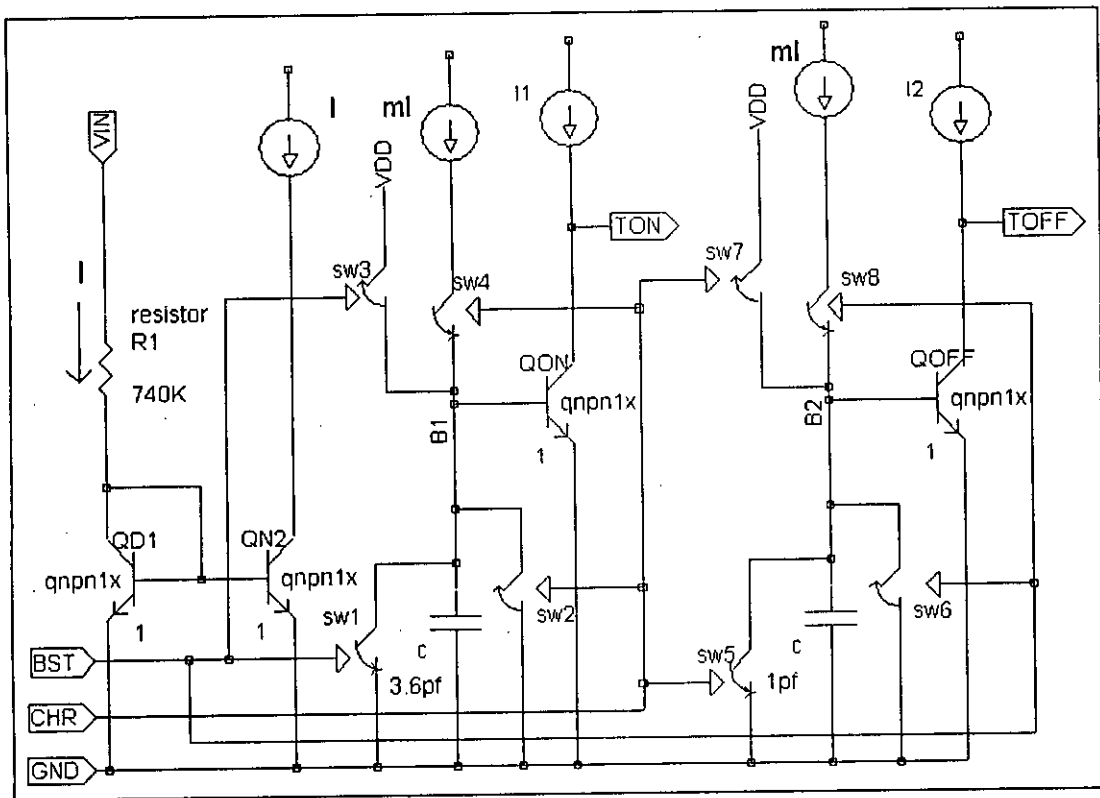 mI
mI
I1
I2
I
VIN
VDD
VDD
TON
TOFF
sw7
sw3
sw4
sw8
I
resistor
R1
740K
QON
qnpn1x
QOFF
qnpn1x
B1
B2
1
1
QD1
QN2
qnpn1x
qnpn1x
1
1
sw1
sw2
sw6
BST
c
3.6pf
sw5
c
1pf
CHR
GND